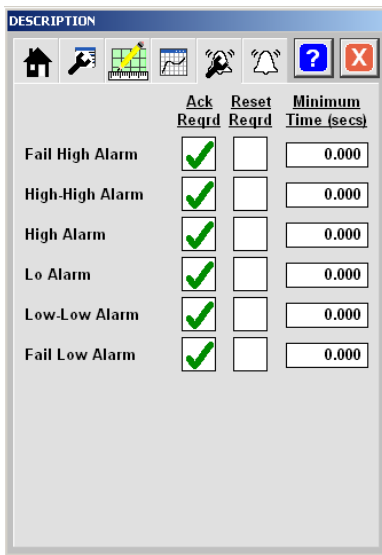 DESCRIPTION
? X
Ack Reset Minimum
Reqrd Reqrd Time (secs)
Fail High Alarm 0.000
High-High Alarm 0.000
High Alarm 0.000
Lo Alarm 0.000
Low-Low Alarm 0.000
Fail Low Alarm 0.000